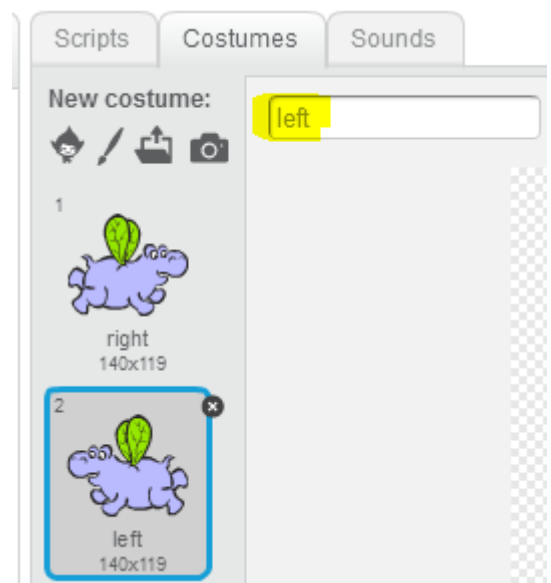 Scripts
Costumes
Sounds
New costume:
left
1
right
140x119
2
left
140x119